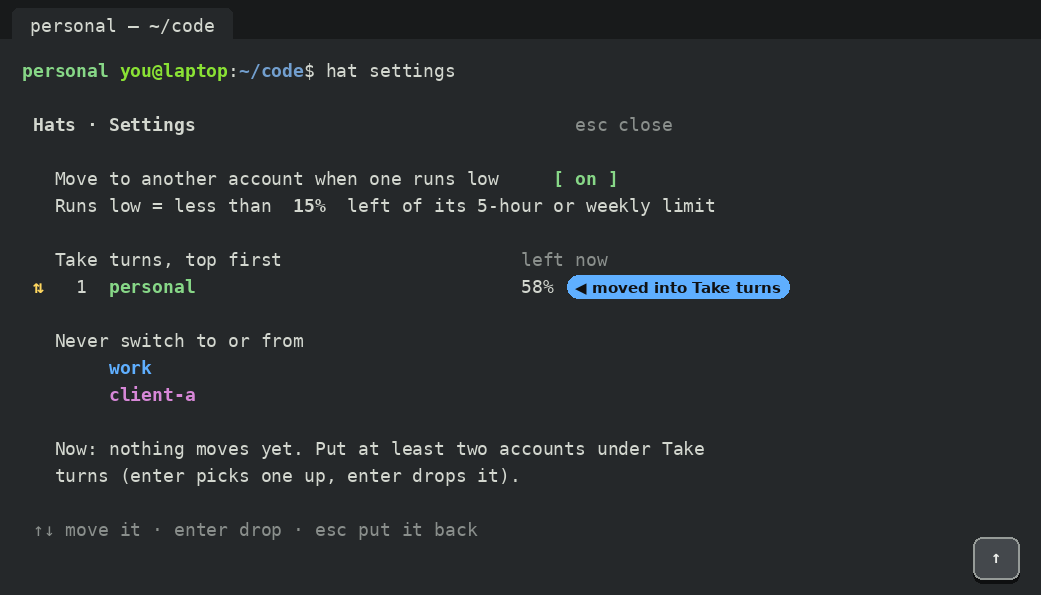 personal — ~/code
personal you@laptop:~/code$ hat settings
Hats · Settings esc close
Move to another account when one runs low [ on ]
Runs low = less than 15% left of its 5-hour or weekly limit
Take turns, top first left now
⇅ 1 personal 58% ◀ moved into Take turns
Never switch to or from
work
client-a
Now: nothing moves yet. Put at least two accounts under Take
turns (enter picks one up, enter drops it).
↑↓ move it · enter drop · esc put it back
↑